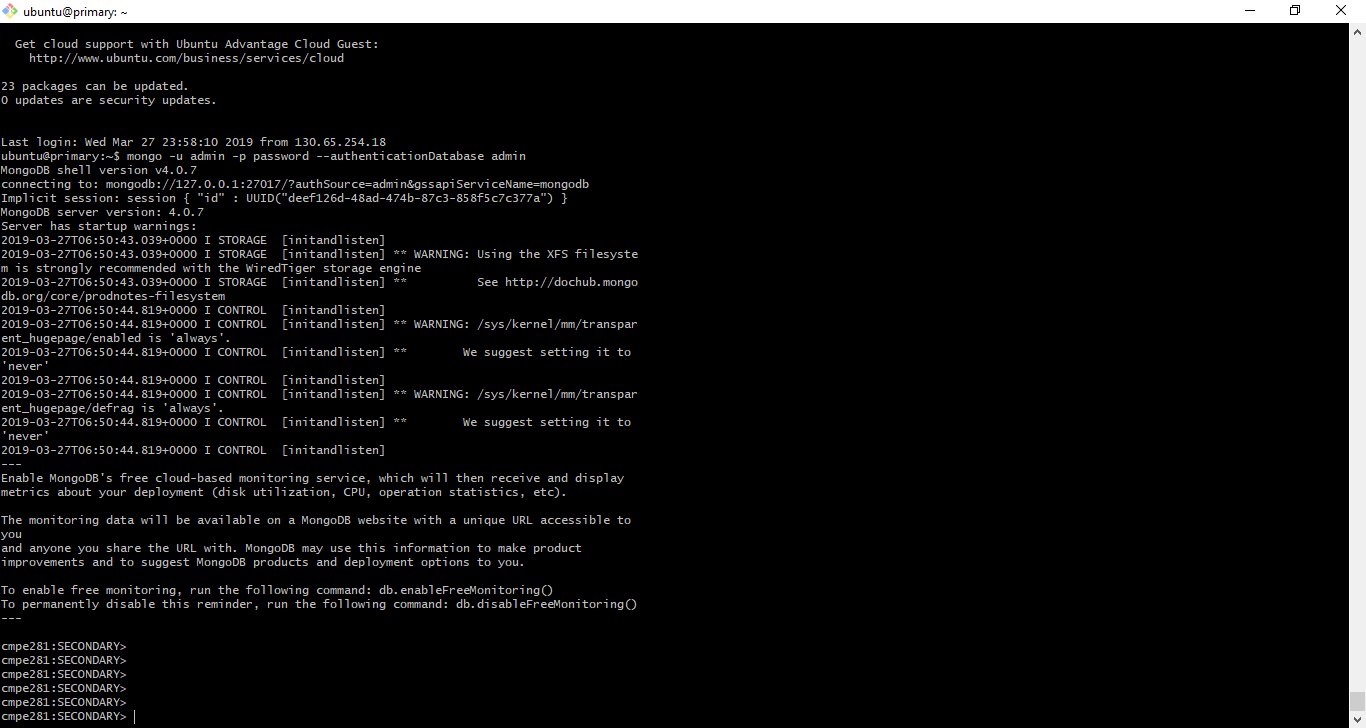 ubuntu@primary: ~
Get cloud support with Ubuntu Advantage Cloud Guest:
http://www.ubuntu.com/business/services/cloud
23 packages can be updated.
0 updates are security updates.
Last login: Wed Mar 27 23:58:10 2019 from 130.65.254.18
ubuntu@primary:~$ mongo -u admin -p password --authenticationDatabase admin
MongoDB shell version v4.0.7
connecting to: mongodb://127.0.0.1:27017/?authSource=admin&gssapiServiceName=mongodb
Implicit session: session { "id" : UUID("deef126d-48ad-474b-87c3-858f5c7c377a") }
MongoDB server version: 4.0.7
Server has startup warnings:
2019-03-27T06:50:43.039+0000 I STORAGE  [initandlisten]
2019-03-27T06:50:43.039+0000 I STORAGE  [initandlisten] ** WARNING: Using the XFS filesyste
m is strongly recommended with the WiredTiger storage engine
2019-03-27T06:50:43.039+0000 I STORAGE  [initandlisten] **          See http://dochub.mongo
db.org/core/prodnotes-filesystem
2019-03-27T06:50:44.819+0000 I CONTROL  [initandlisten]
2019-03-27T06:50:44.819+0000 I CONTROL  [initandlisten] ** WARNING: /sys/kernel/mm/transpar
ent_hugepage/enabled is 'always'.
2019-03-27T06:50:44.819+0000 I CONTROL  [initandlisten] **        We suggest setting it to
'never'
2019-03-27T06:50:44.819+0000 I CONTROL  [initandlisten]
2019-03-27T06:50:44.819+0000 I CONTROL  [initandlisten] ** WARNING: /sys/kernel/mm/transpar
ent_hugepage/defrag is 'always'.
2019-03-27T06:50:44.819+0000 I CONTROL  [initandlisten] **        We suggest setting it to
'never'
2019-03-27T06:50:44.819+0000 I CONTROL  [initandlisten]
---
Enable MongoDB's free cloud-based monitoring service, which will then receive and display
metrics about your deployment (disk utilization, CPU, operation statistics, etc).
The monitoring data will be available on a MongoDB website with a unique URL accessible to
you
and anyone you share the URL with. MongoDB may use this information to make product
improvements and to suggest MongoDB products and deployment options to you.
To enable free monitoring, run the following command: db.enableFreeMonitoring()
To permanently disable this reminder, run the following command: db.disableFreeMonitoring()
---
cmpe281:SECONDARY>
cmpe281:SECONDARY>
cmpe281:SECONDARY>
cmpe281:SECONDARY>
cmpe281:SECONDARY>
cmpe281:SECONDARY>